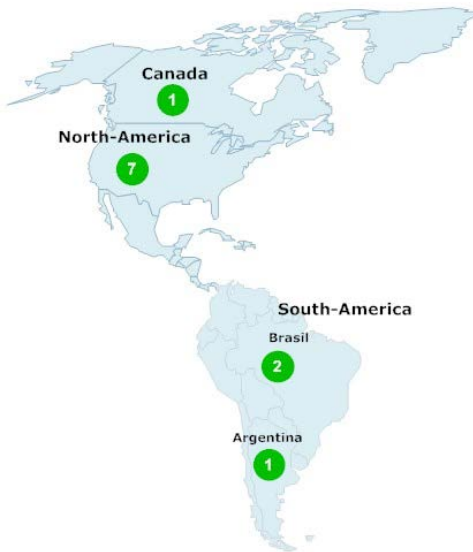 Canada
1
North-America
7
South-America
Brasil
2
Argentina
1